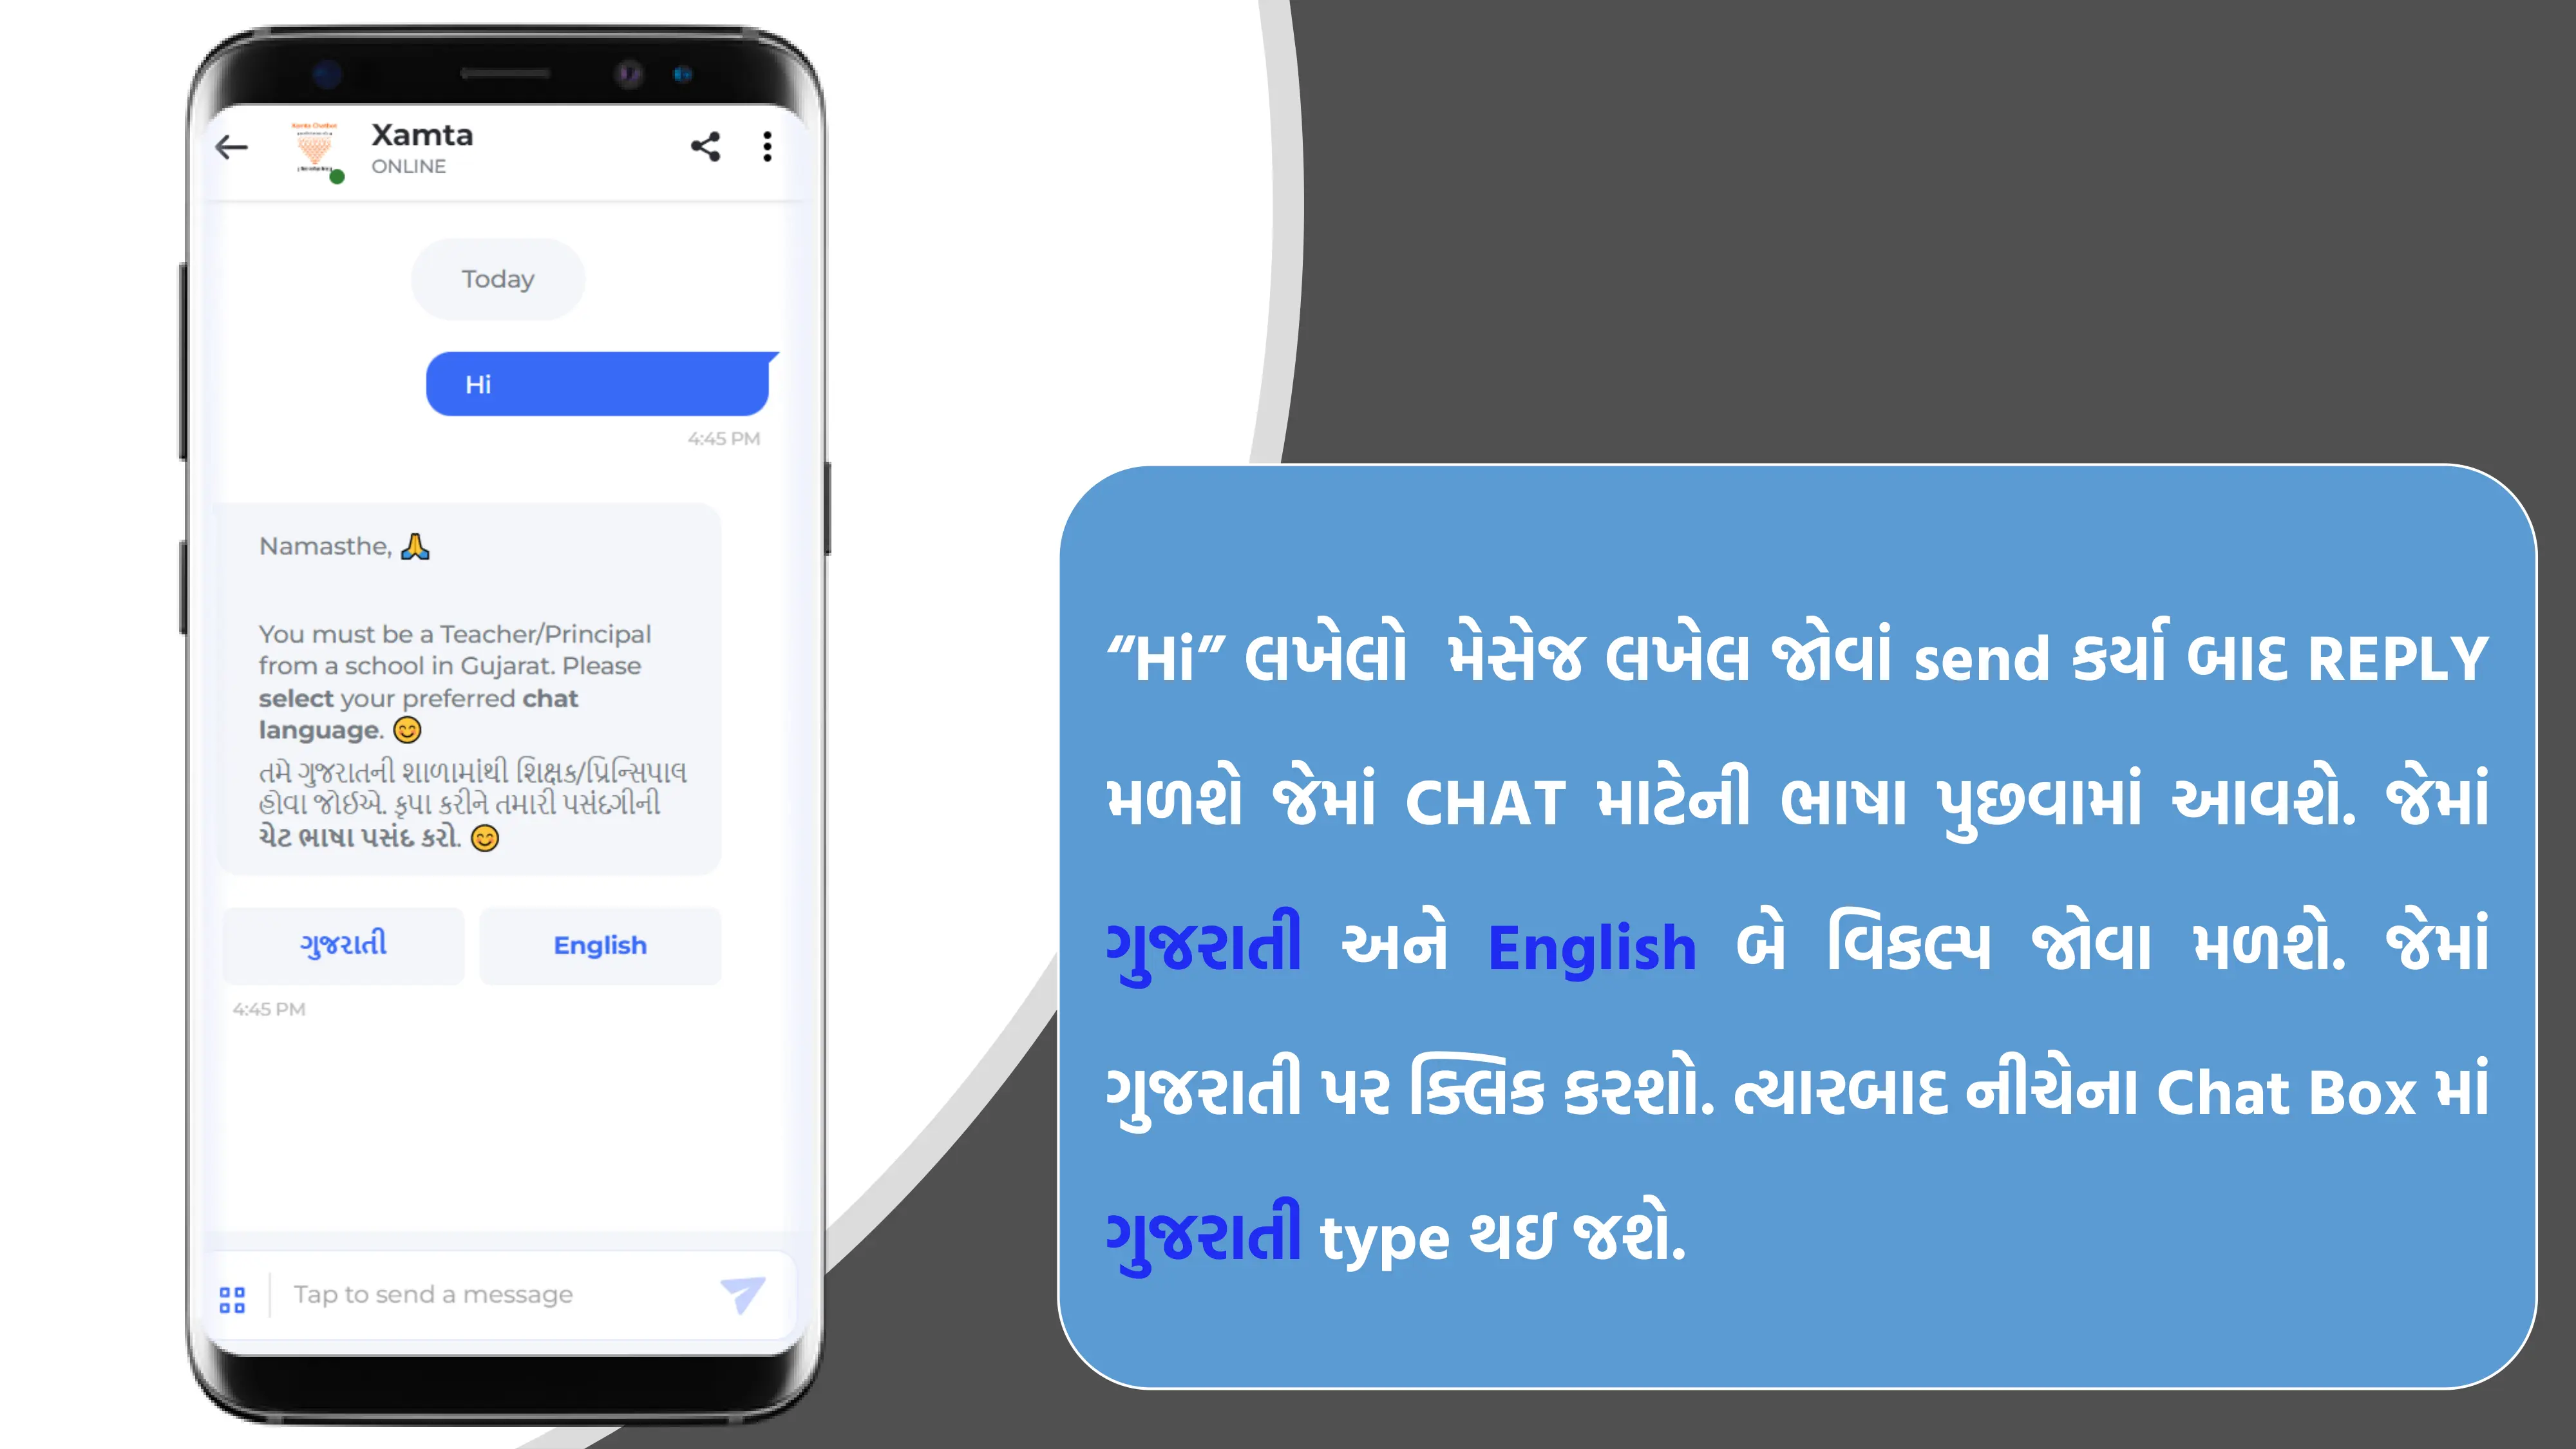 Xamta
ONLINE
Today
Hi
4:45 PM
Namasthe, 🙏
You must be a Teacher/Principal
from a school in Gujarat. Please
select your preferred chat
language. 😊
તમે ગુજરાતની શાળામાંથી શિક્ષક/પ્રિન્સિપાલ
હોવા જોઈએ. કૃપા કરીને તમારી પસંદગીની
ચેટ ભાષા પસંદ કરો. 😊
ગુજરાતી English
4:45 PM
Tap to send a message
“Hi” લખેલો મેસેજ લખેલ જોવાં send કર્યા બાદ REPLY
મળશે જેમાં CHAT માટેની ભાષા પુછવામાં આવશે. જેમાં
ગુજરાતી અને English બે વિકલ્પ જોવા મળશે. જેમાં
ગુજરાતી પર ક્લિક કરશો. ત્યારબાદ નીચેના Chat Box માં
ગુજરાતી type થઇ જશે.